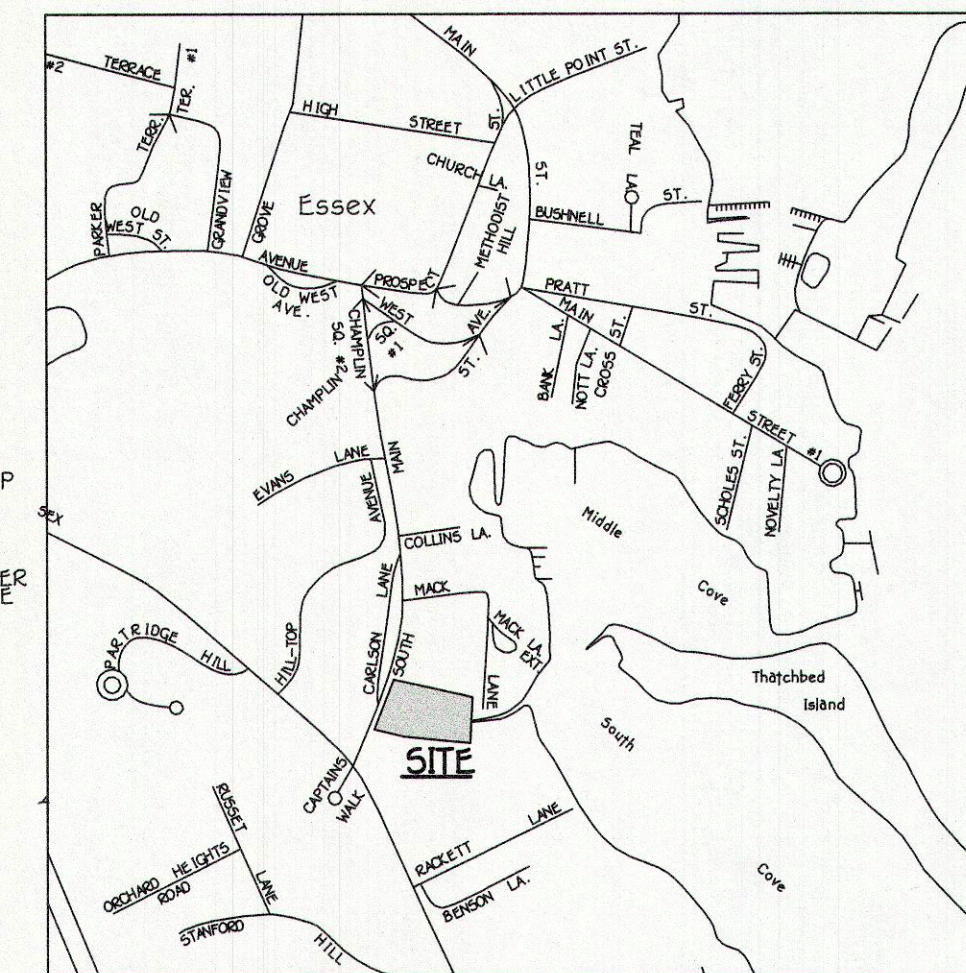 MAIN
LITTLE POINT ST.
#1
#2
TERRACE
TER.
HIGH STREET
ST.
TERR.
TEAL LA.
CHURCH LA.
ST.
METHODIST HILL
Essex
GRANDVIEW
GROVE
PARKER
OLD WEST ST.
BUSHNELL ST.
AVENUE
OLD WEST AVE.
PROSPECT
WEST AVE.
PRATT ST.
MAIN
CHAMPLIN SQ. #2
SQ. #1
CHAMPLIN ST.
BANK LA.
NOTT LA.
CROSS ST.
FERRY ST.
STREET #1
SCHOLES ST.
NOVELTY LA.
EVANS LANE
MAIN
AVENUE
Middle
P
SEX
COLLINS LA.
ER
E
LANE
MACK
Cove
MACK LA. EXT
PARTRIDGE HILL
HILL-TOP
CARLSON
SOUTH
LANE
Thatchbed
Island
South
SITE
CAPTAINS WALK
RUSSET LANE
RACKETT LANE
ORCHARD HEIGHTS ROAD
BENSON LA.
Cove
STANFORD HILL